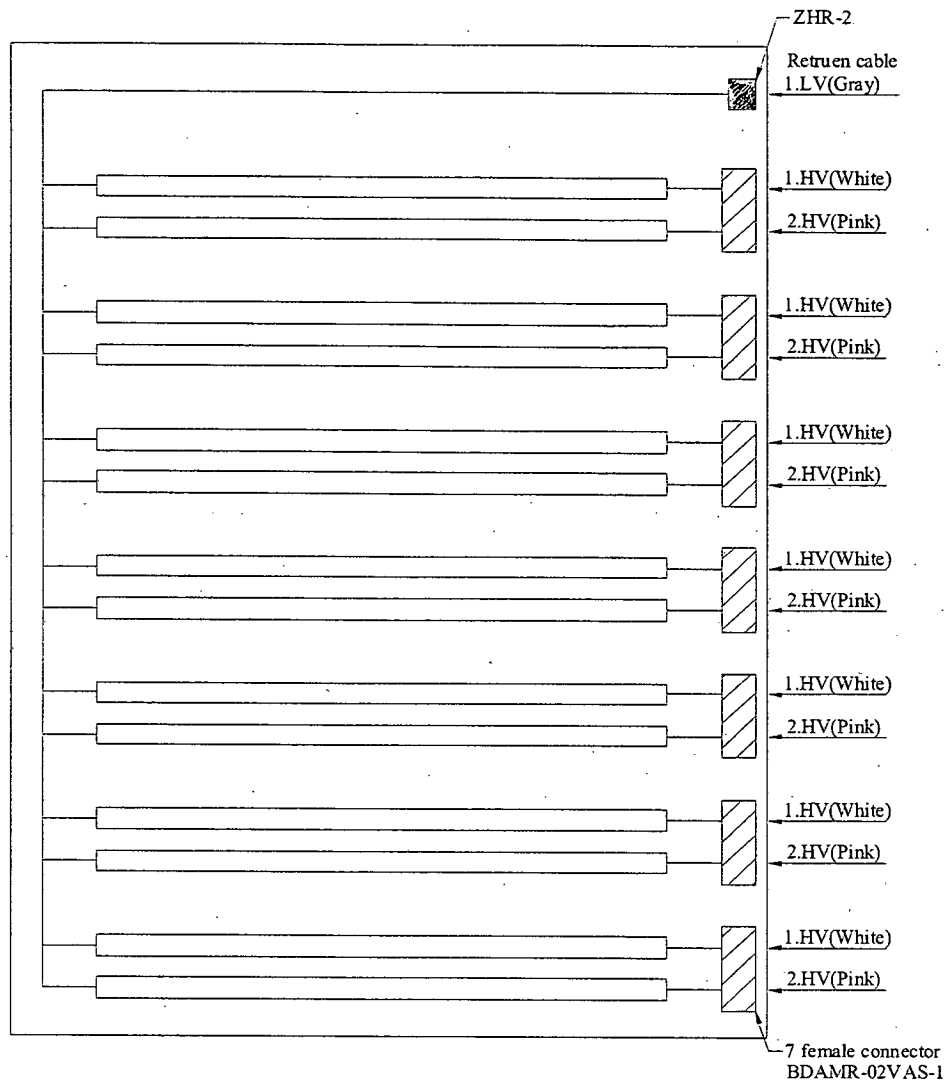 ZHR-2
Retruen cable
1.LV(Gray)
1.HV(White)
2.HV(Pink)
1.HV(White)
2.HV(Pink)
1.HV(White)
2.HV(Pink)
1.HV(White)
2.HV(Pink)
1.HV(White)
2.HV(Pink)
1.HV(White)
2.HV(Pink)
1.HV(White)
2.HV(Pink)
7 female connector
BDAMR-02VAS-1